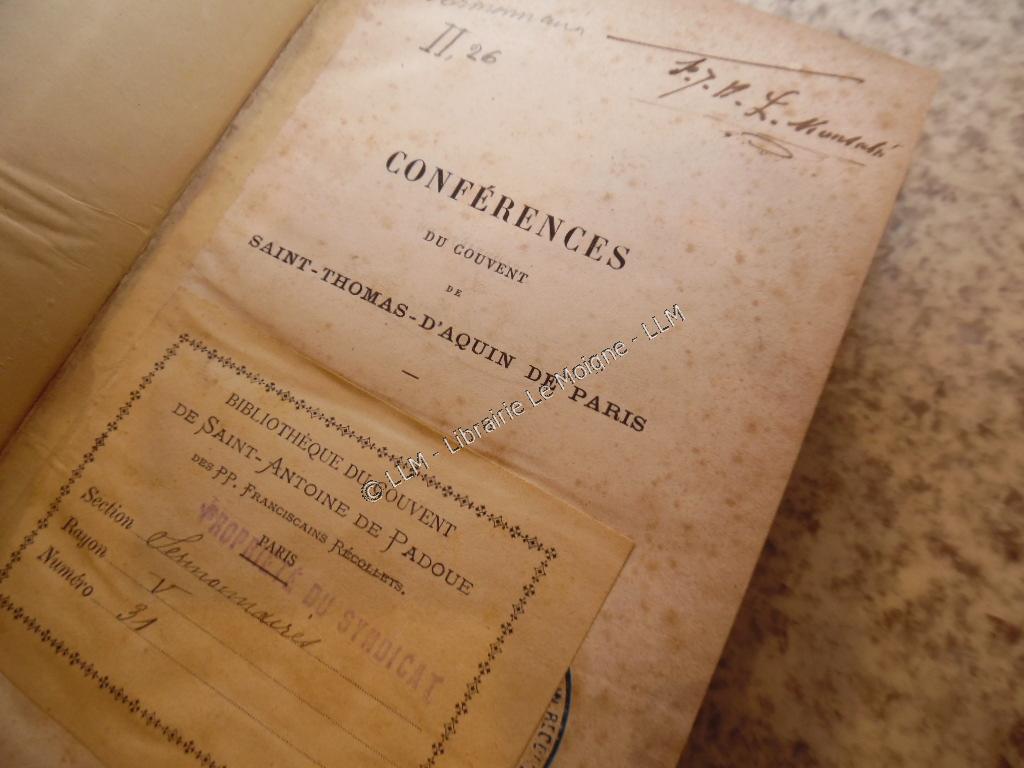 II, 26
CONFÉRENCES
DU COUVENT
DE
SAINT-THOMAS-D'AQUIN DE PARIS
© LLM - Librairie Le Moigne - LLM
BIBLIOTHÈQUE DU COUVENT
DE SAINT-ANTOINE DE PADOUE
DES PP. FRANCISCAINS RÉCOLLETS.
PARIS
PROPRIÉTÉ DU SYNDICAT
Section Sermonnaires
Rayon V
Numéro 31